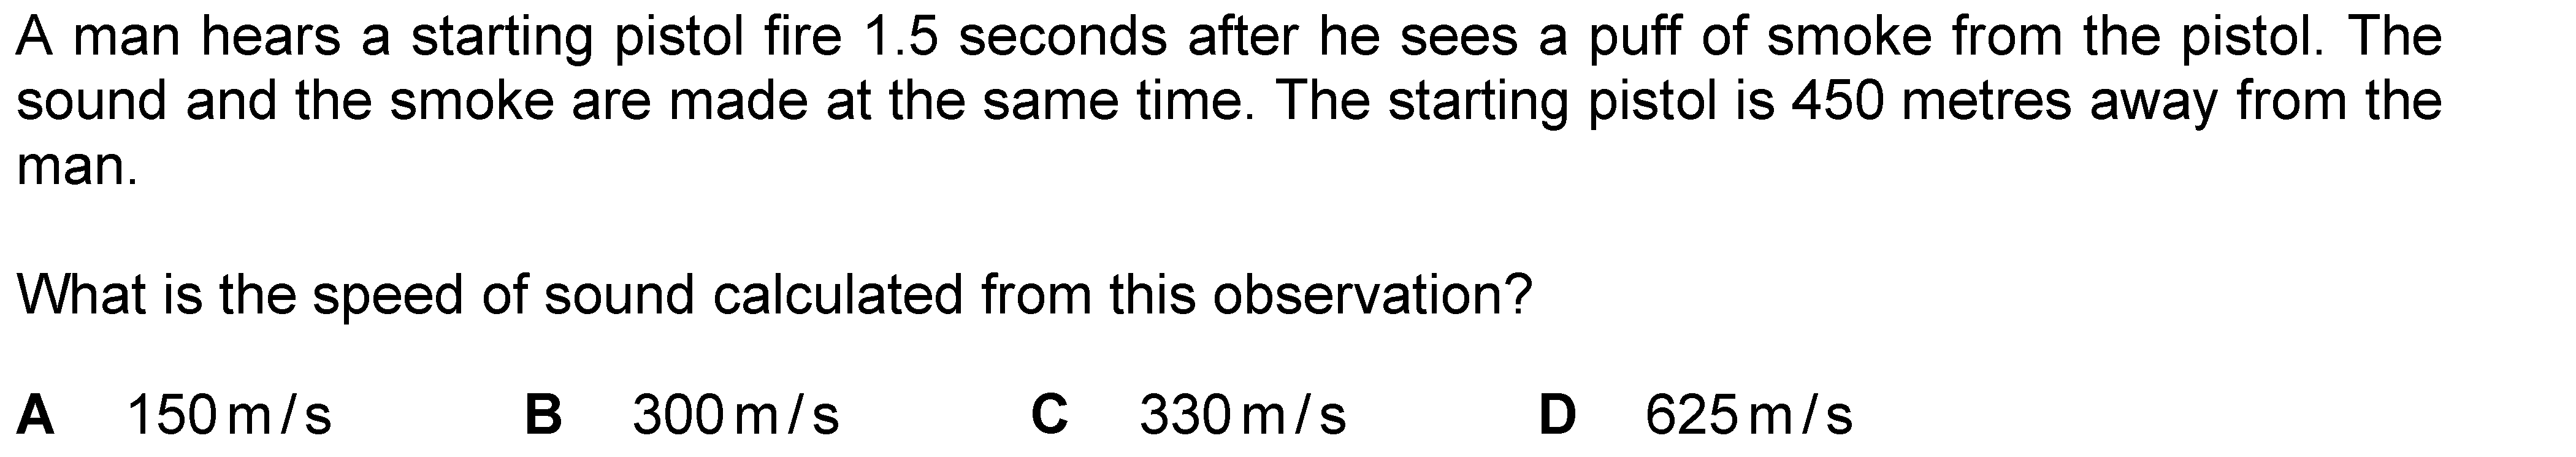 A man hears a starting pistol fire 1.5 seconds after he sees a puff of smoke from the pistol. The
sound and the smoke are made at the same time. The starting pistol is 450 metres away from the
man.
What is the speed of sound calculated from this observation?
A 150 m / s B 300 m / s C 330 m / s D 625 m / s